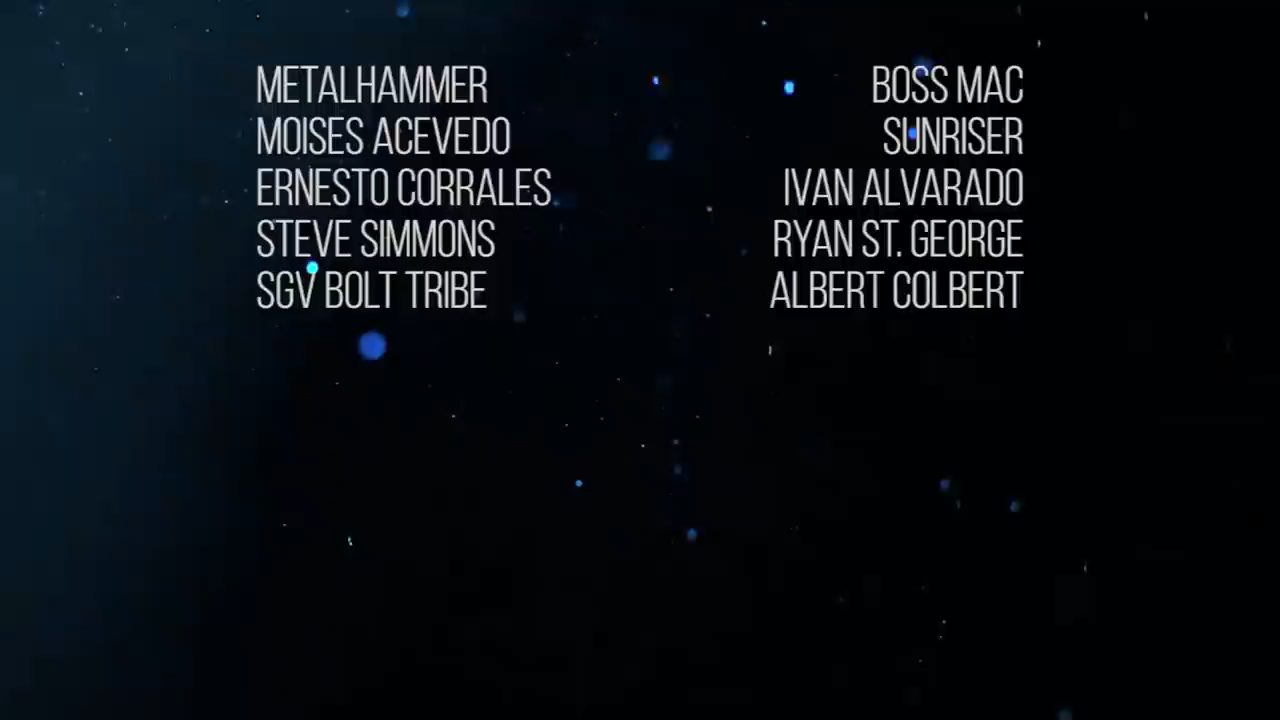 METALHAMMER
MOISES ACEVEDO
ERNESTO CORRALES
STEVE SIMMONS
SGV BOLT TRIBE
BOSS MAC
SUNRISER
IVAN ALVARADO
RYAN ST. GEORGE
ALBERT COLBERT